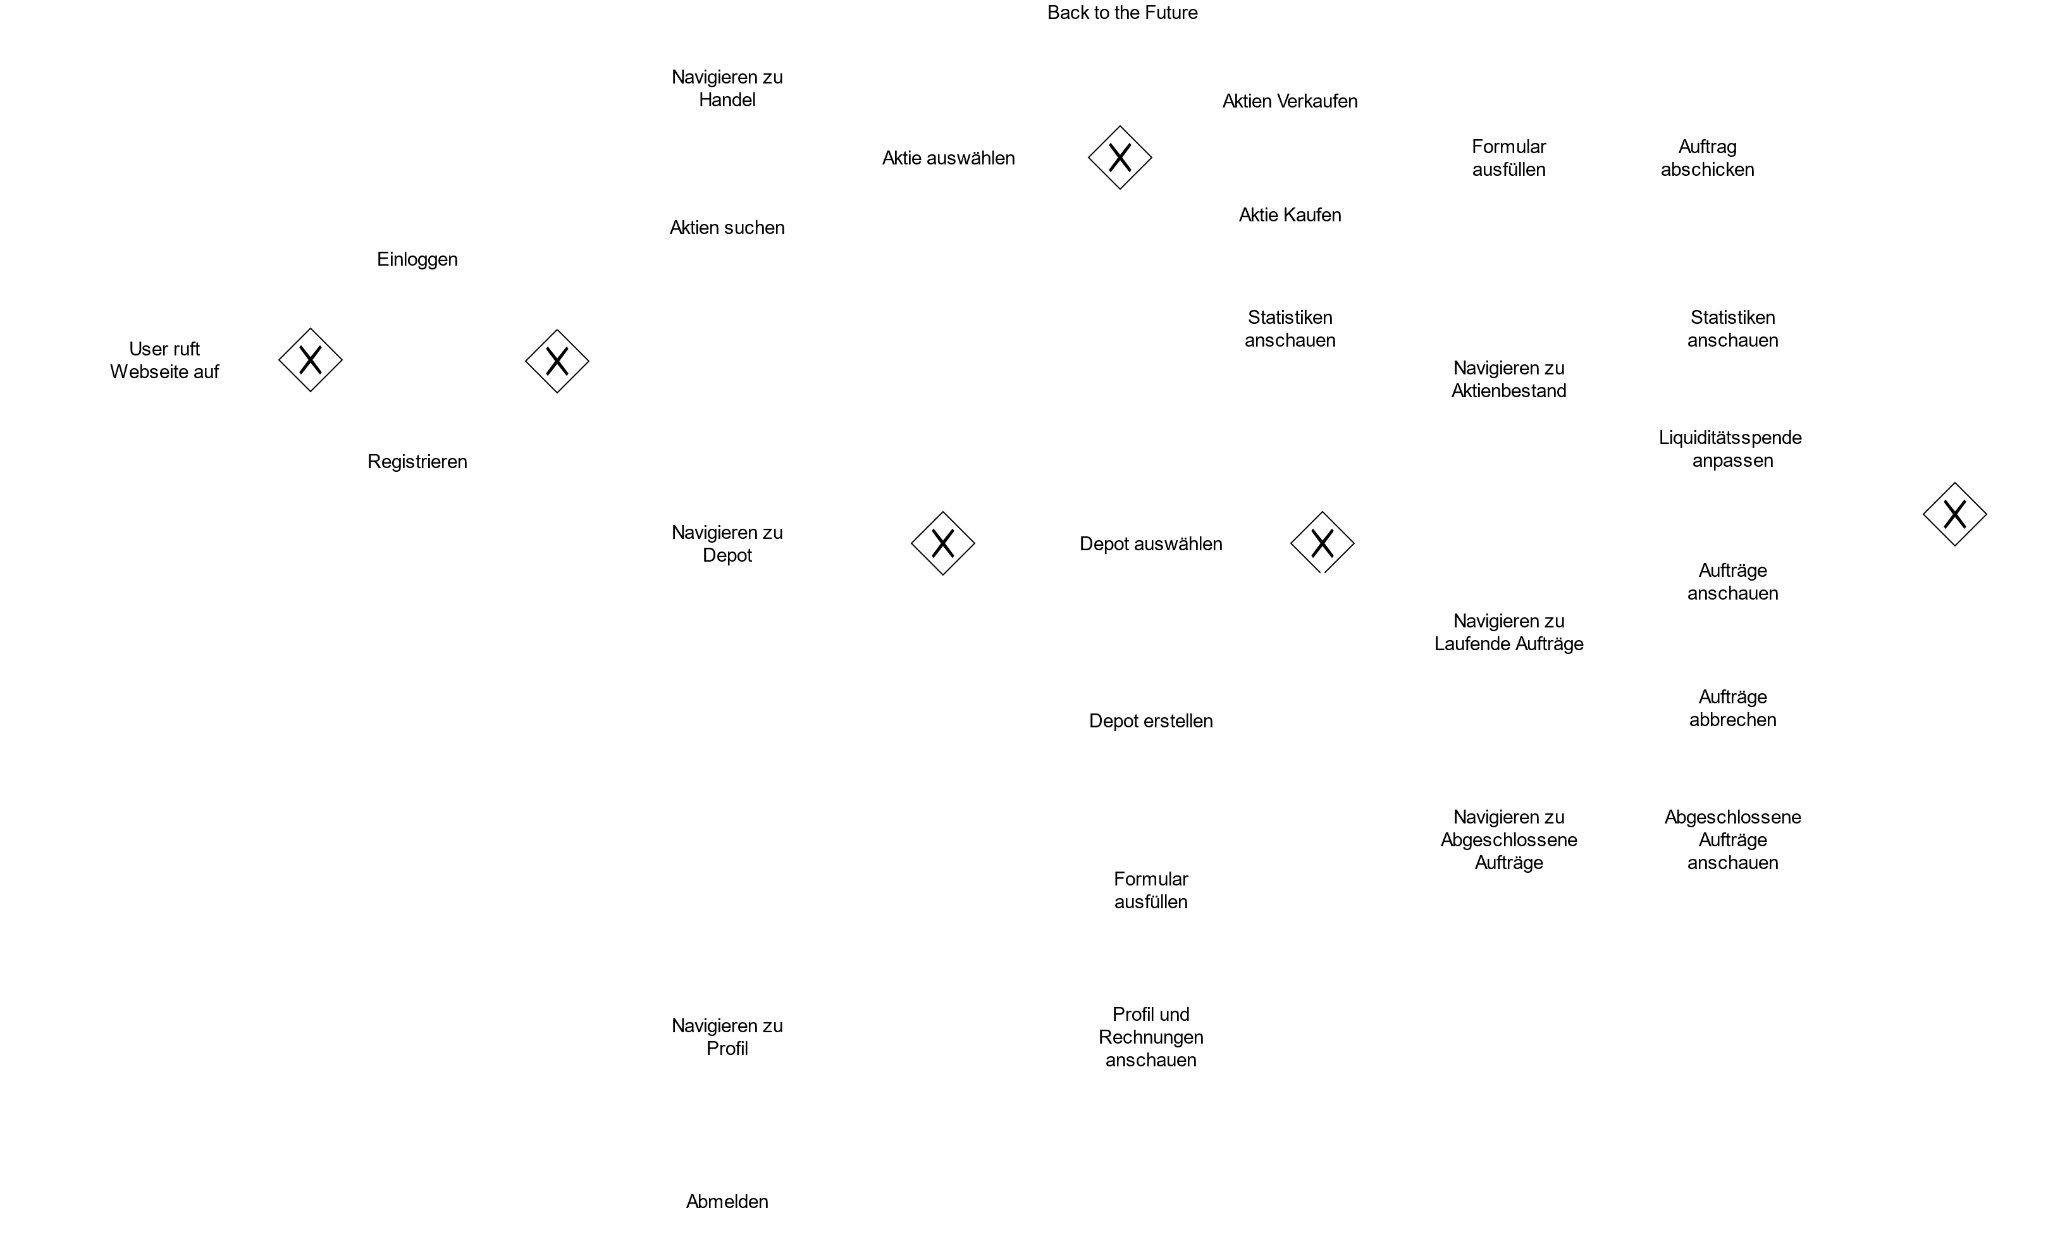 Back to the Future
Navigieren zu
Handel
Aktien Verkaufen
Aktie auswählen
Formular
ausfüllen
Auftrag
abschicken
Aktie Kaufen
Aktien suchen
Einloggen
User ruft
Webseite auf
Statistiken
anschauen
Statistiken
anschauen
Navigieren zu
Aktienbestand
Registrieren
Liquiditätsspende
anpassen
Navigieren zu
Depot
Depot auswählen
Aufträge
anschauen
Navigieren zu
Laufende Aufträge
Depot erstellen
Aufträge
abbrechen
Navigieren zu
Abgeschlossene
Aufträge
Abgeschlossene
Aufträge
anschauen
Formular
ausfüllen
Navigieren zu
Profil
Profil und
Rechnungen
anschauen
Abmelden